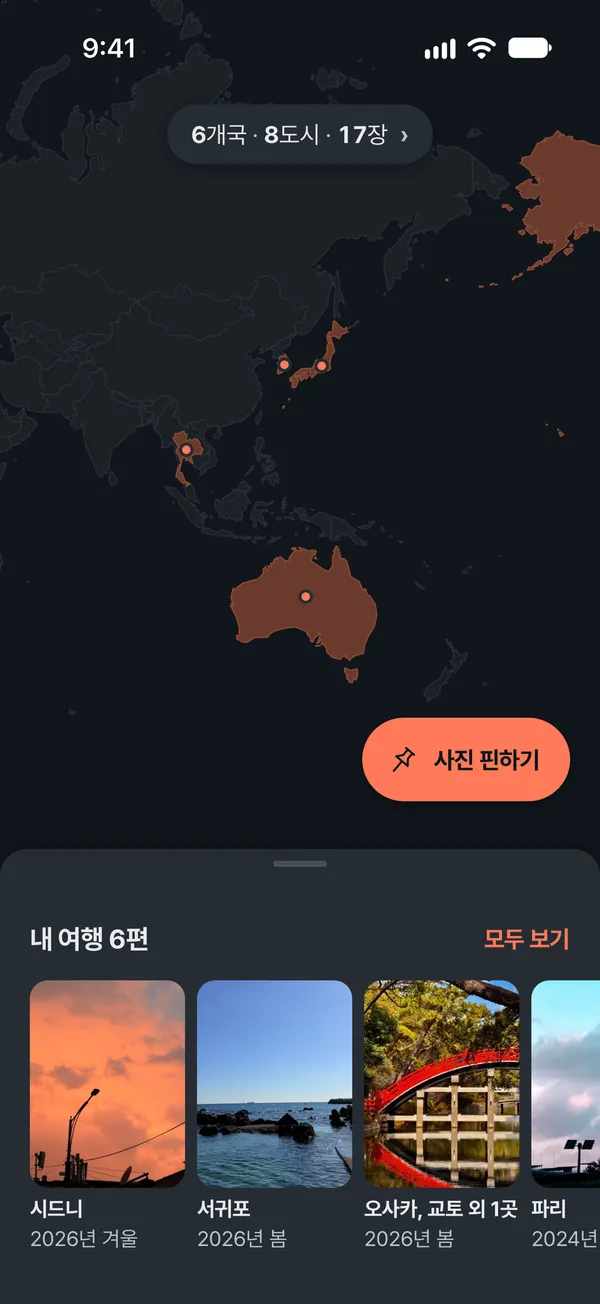 9:41
6개국 · 8도시 · 17장 ›
사진 핀하기
내 여행 6편
모두 보기
시드니
2026년 겨울
서귀포
2026년 봄
오사카, 교토 외 1곳
2026년 봄
파리
2024년